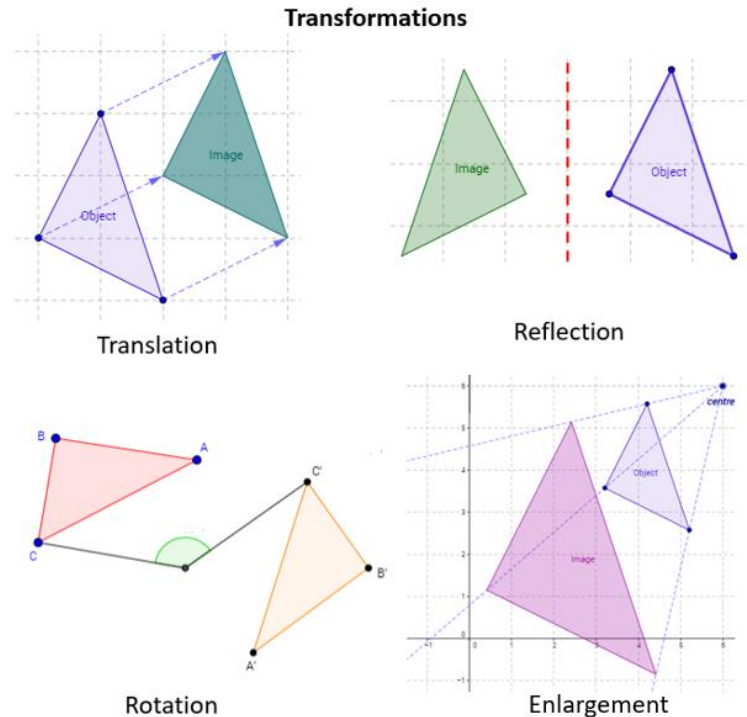 Transformations
Image
Object
Translation
Image
Object
Reflection
B
A
C
C'
B'
A'
Rotation
6
centre
5
4
3
2
1
0
-1
-1
0
1
2
3
4
5
6
Object
Image
Enlargement